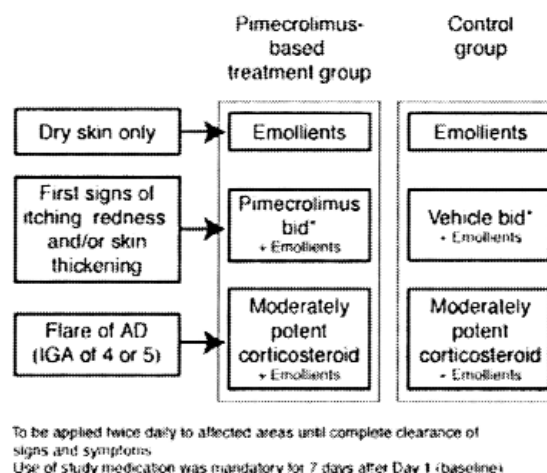 Pimecrolimus-
based
treatment group
Control
group
Dry skin only
Emollients
Emollients
First signs of
itching redness
and/or skin
thickening
Pimecrolimus
bid*
+ Emollients
Vehicle bid*
+ Emollients
Flare of AD
(IGA of 4 or 5)
Moderately
potent
corticosteroid
+ Emollients
Moderately
potent
corticosteroid
+ Emollients
To be applied twice daily to affected areas until complete clearance of
signs and symptoms
Use of study medication was mandatory for 7 days after Day 1 (baseline)